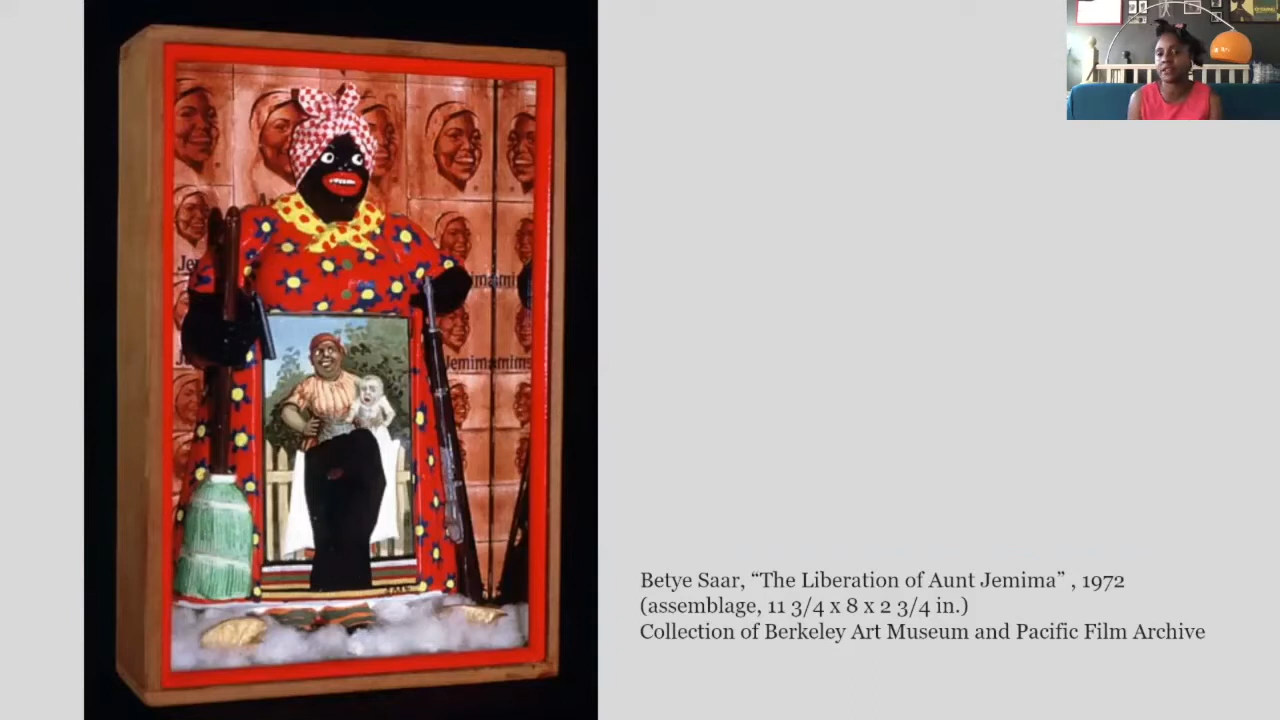 Betye Saar, “The Liberation of Aunt Jemima” , 1972
(assemblage, 11 3/4 x 8 x 2 3/4 in.)
Collection of Berkeley Art Museum and Pacific Film Archive